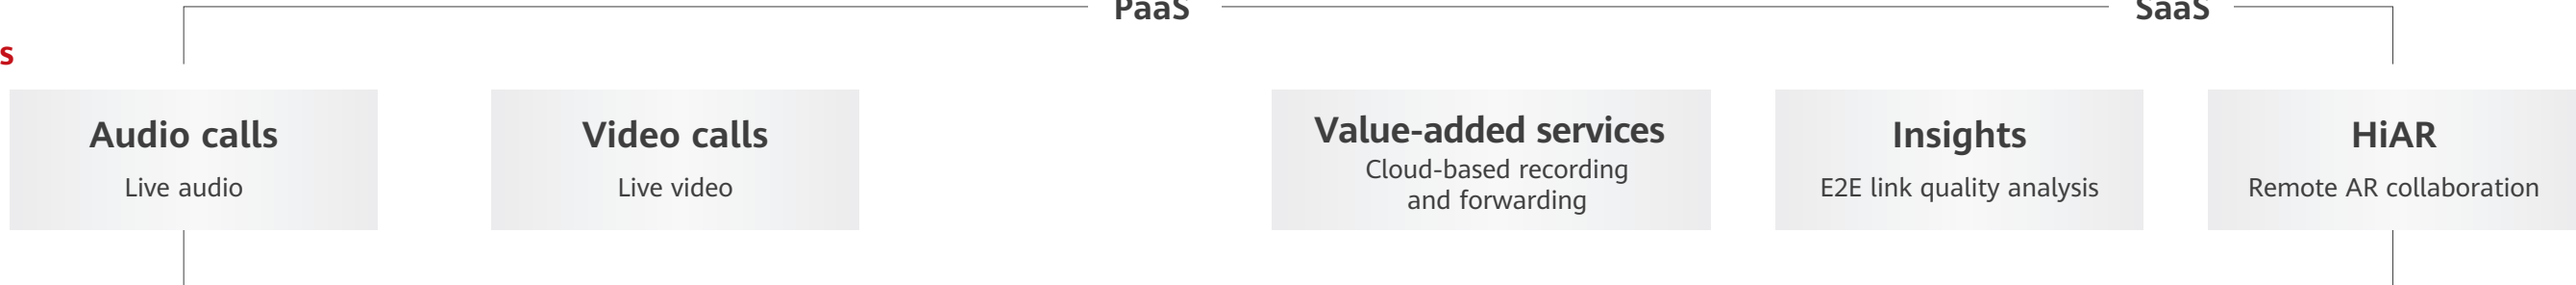 PaaS
SaaS
s
Audio calls
Live audio
Video calls
Live video
Value-added services
Cloud-based recording
and forwarding
Insights
E2E link quality analysis
HiAR
Remote AR collaboration